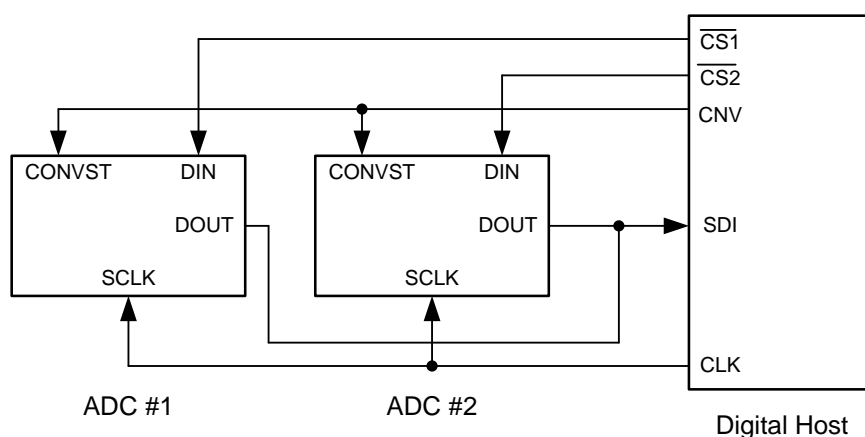 CS1
CS2
CNV
CONVST DIN
CONVST DIN
DOUT
DOUT
SDI
SCLK
SCLK
CLK
ADC #1
ADC #2
Digital Host